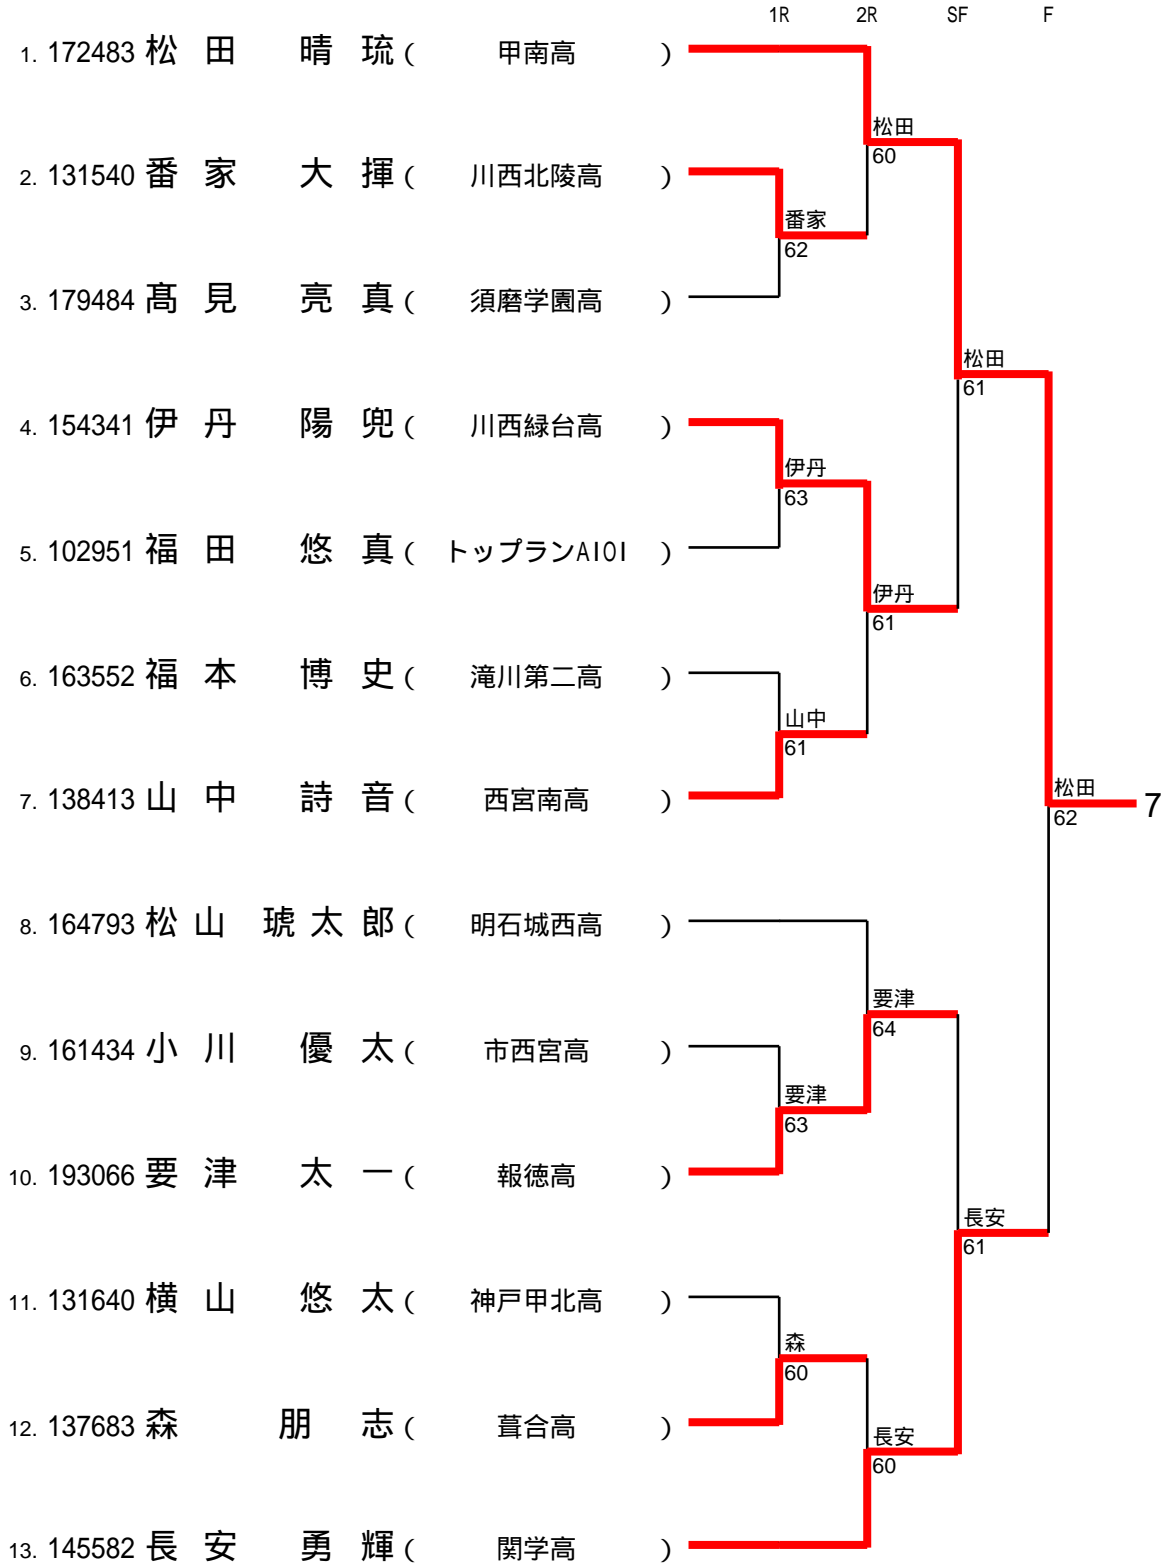 1R 2R SF F
1. 172483 松田 晴琉 ( 甲南高 )
松田
60
2. 131540 番家 大揮 ( 川西北陵高 )
番家
62
3. 179484 髙見 亮真 ( 須磨学園高 )
松田
61
4. 154341 伊丹 陽兜 ( 川西緑台高 )
伊丹
63
5. 102951 福田 悠真 ( トップランAIOI )
伊丹
61
6. 163552 福本 博史 ( 滝川第二高 )
山中
61
7. 138413 山中 詩音 ( 西宮南高 )
松田
62
7
8. 164793 松山 琥太郎 ( 明石城西高 )
要津
64
9. 161434 小川 優太 ( 市西宮高 )
要津
63
10. 193066 要津 太一 ( 報徳高 )
長安
61
11. 131640 横山 悠太 ( 神戸甲北高 )
森
60
12. 137683 森 朋志 ( 葺合高 )
長安
60
13. 145582 長安 勇輝 ( 関学高 )